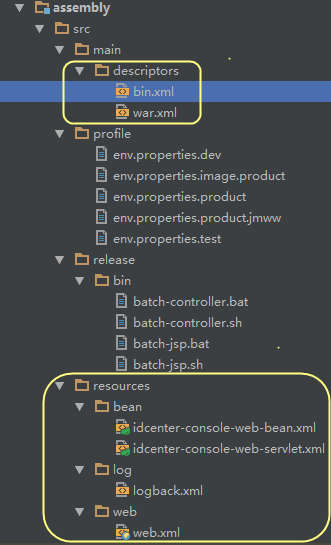 assembly
src
main
descriptors
bin.xml
war.xml
profile
env.properties.dev
env.properties.image.product
env.properties.product
env.properties.product.jmww
env.properties.test
release
bin
batch-controller.bat
batch-controller.sh
batch-jsp.bat
batch-jsp.sh
resources
bean
idcenter-console-web-bean.xml
idcenter-console-web-servlet.xml
log
logback.xml
web
web.xml